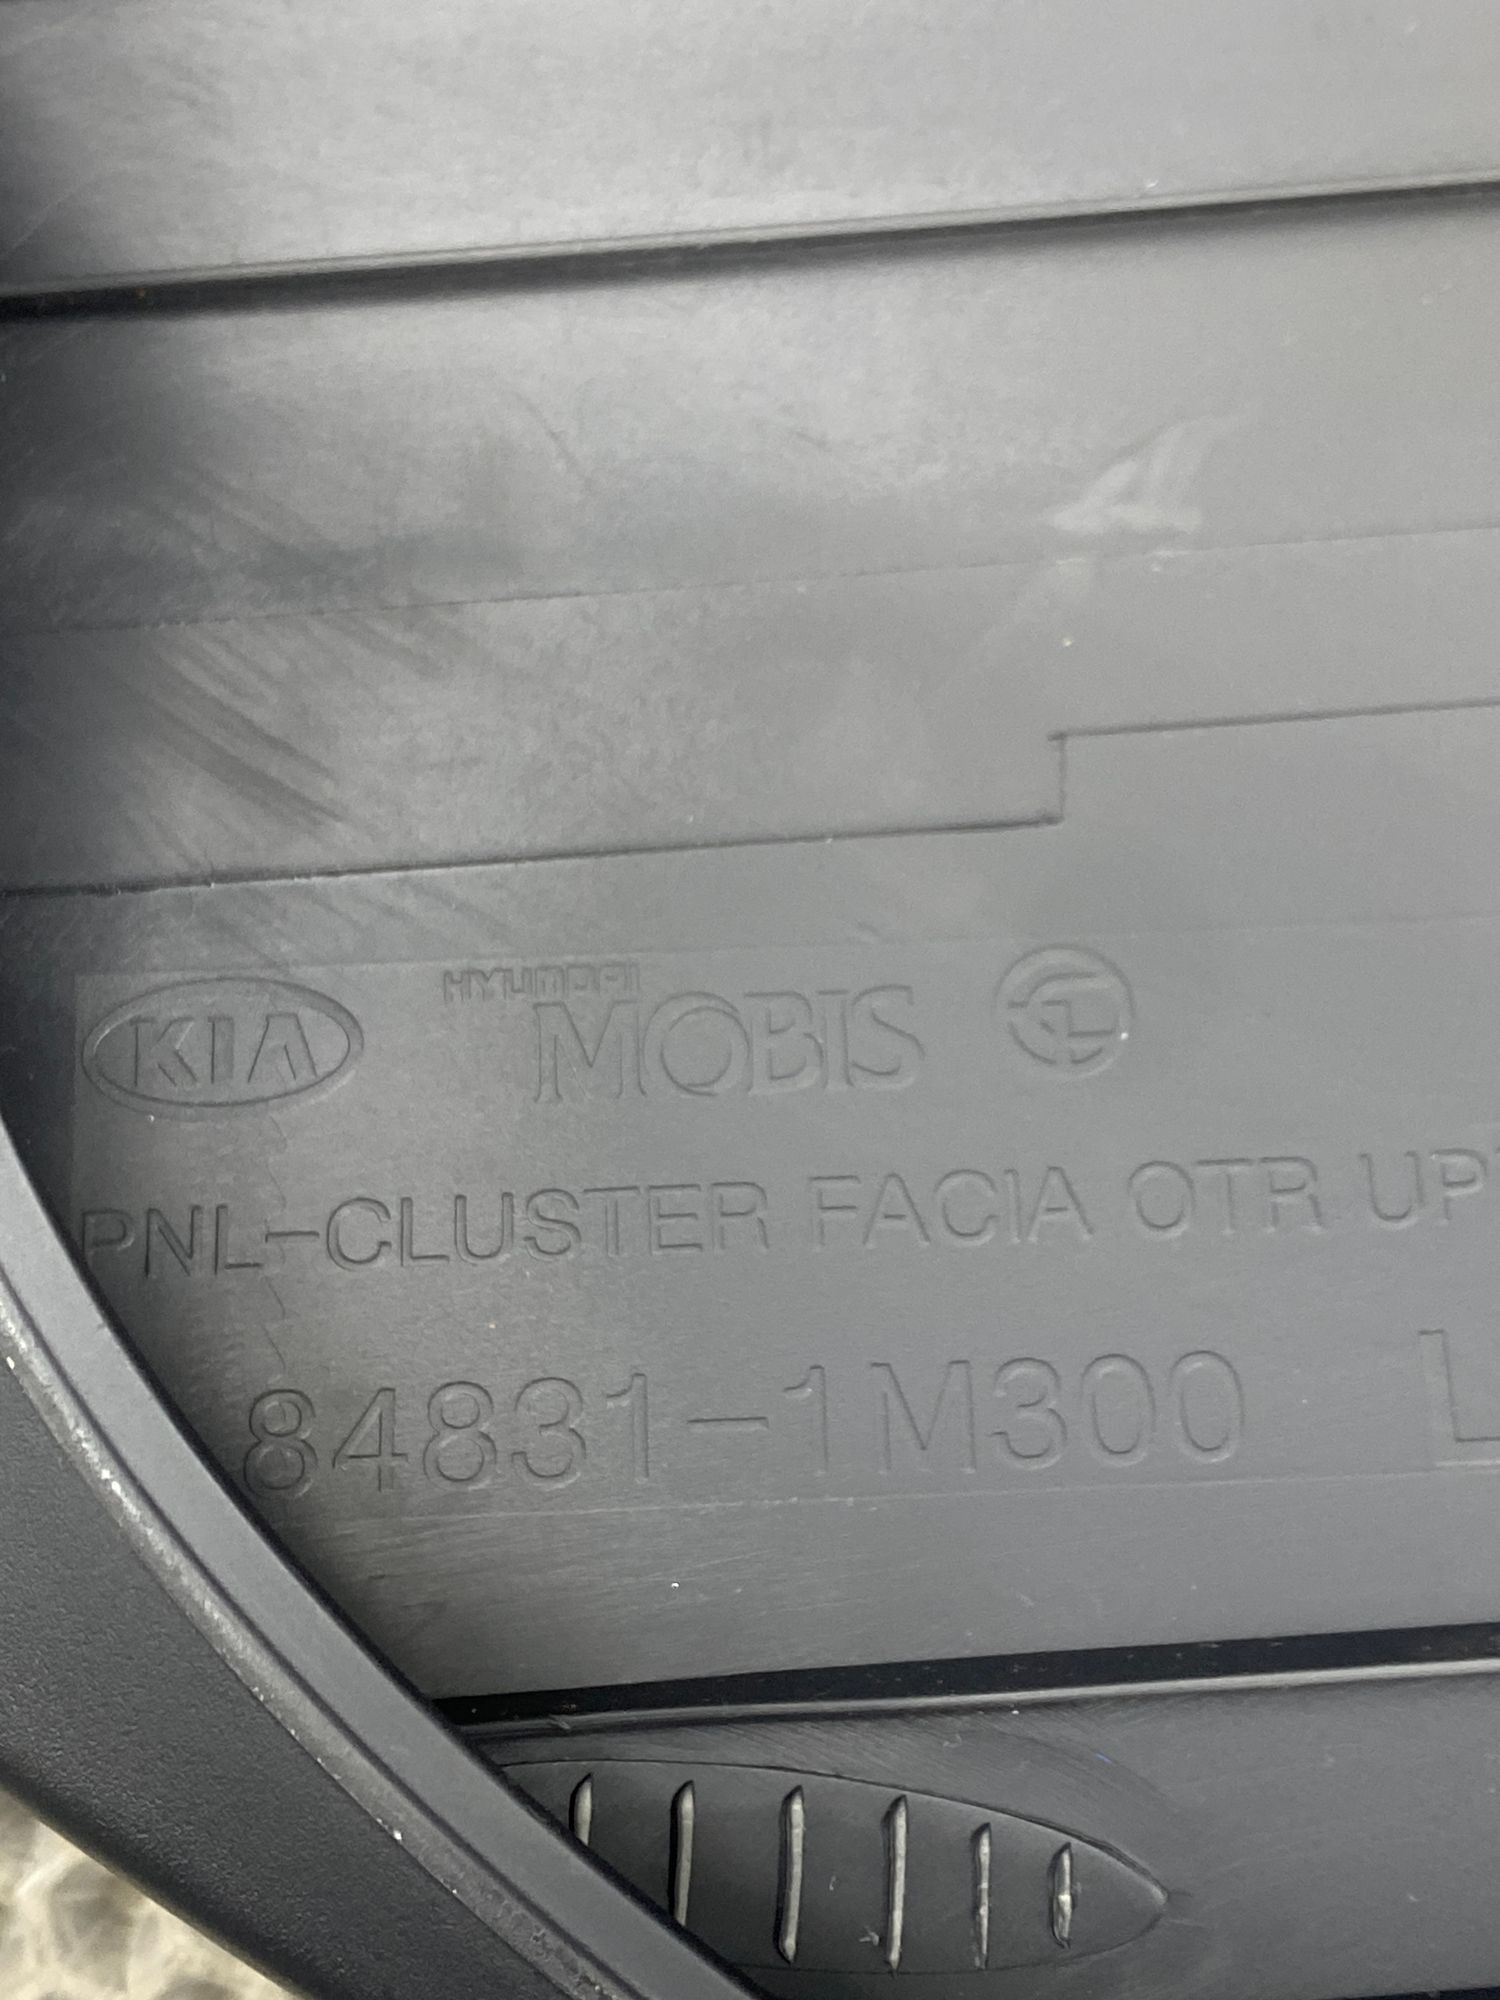 KIA HYUNDAI MOBIS
PNL-CLUSTER FACIA OTR UP
84831-1M300 L